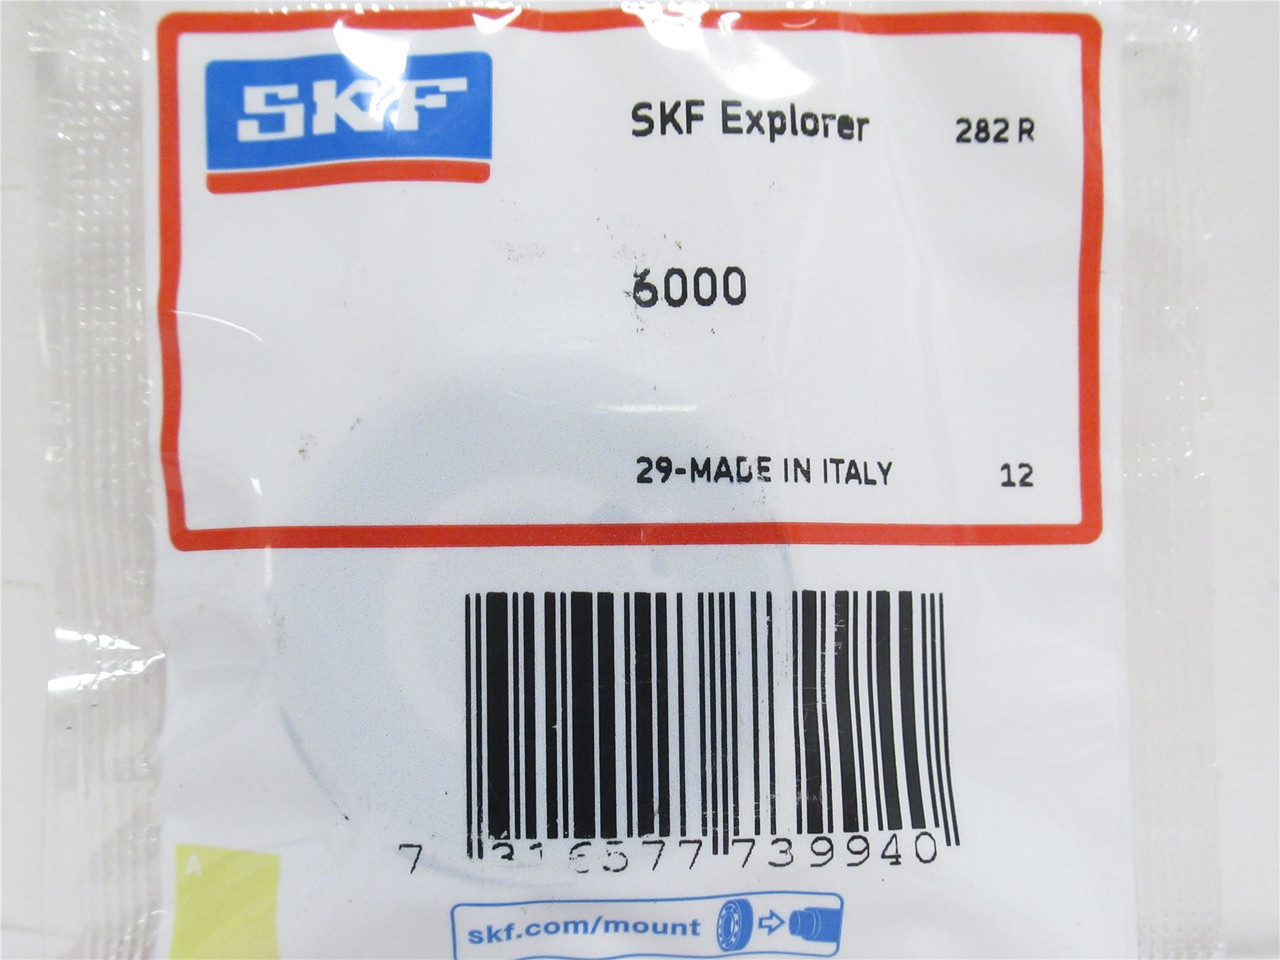 SKF
SKF Explorer 282 R
6000
29-MADE IN ITALY 12
7 316577 739940
skf.com/mount